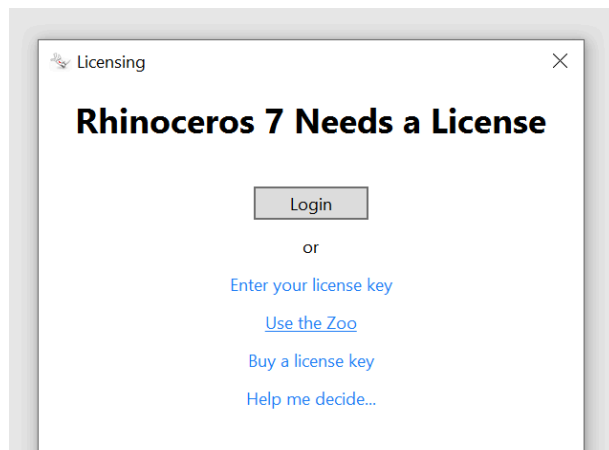 Licensing
Rhinoceros 7 Needs a License
Login
or
Enter your license key
Use the Zoo
Buy a license key
Help me decide...